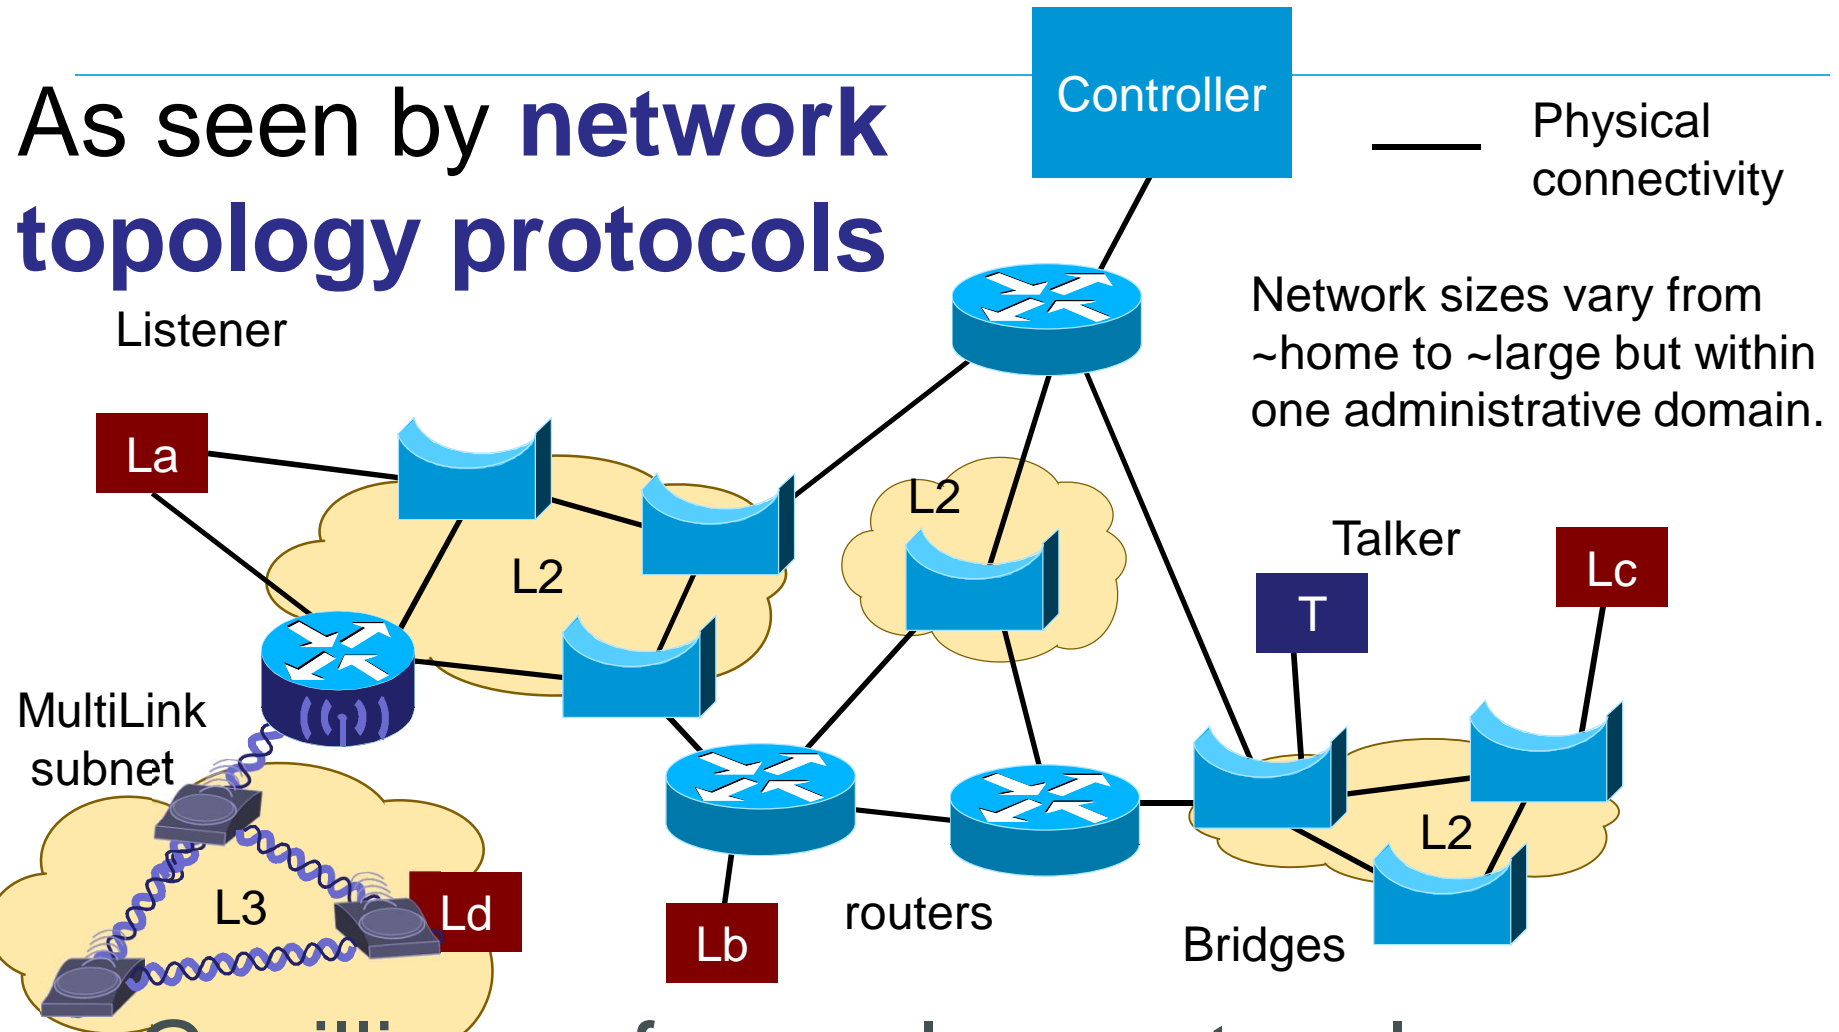 Controller
As seen by network
topology protocols
Physical
connectivity
Network sizes vary from
~home to ~large but within
one administrative domain.
Listener
La
L2
L2
Talker
T
Lc
MultiLink
subnet
L3
Ld
Lb
routers
Bridges
L2